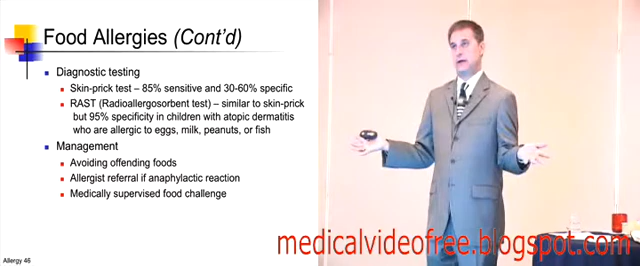 Food Allergies (Cont'd)
Diagnostic testing
Skin-prick test – 85% sensitive and 30-60% specific
RAST (Radioallergosorbent test) – similar to skin-prick
but 95% specificity in children with atopic dermatitis
who are allergic to eggs, milk, peanuts, or fish
Management
Avoiding offending foods
Allergist referral if anaphylactic reaction
Medically supervised food challenge
Allergy 46
medicalvideofree.blogspot.com